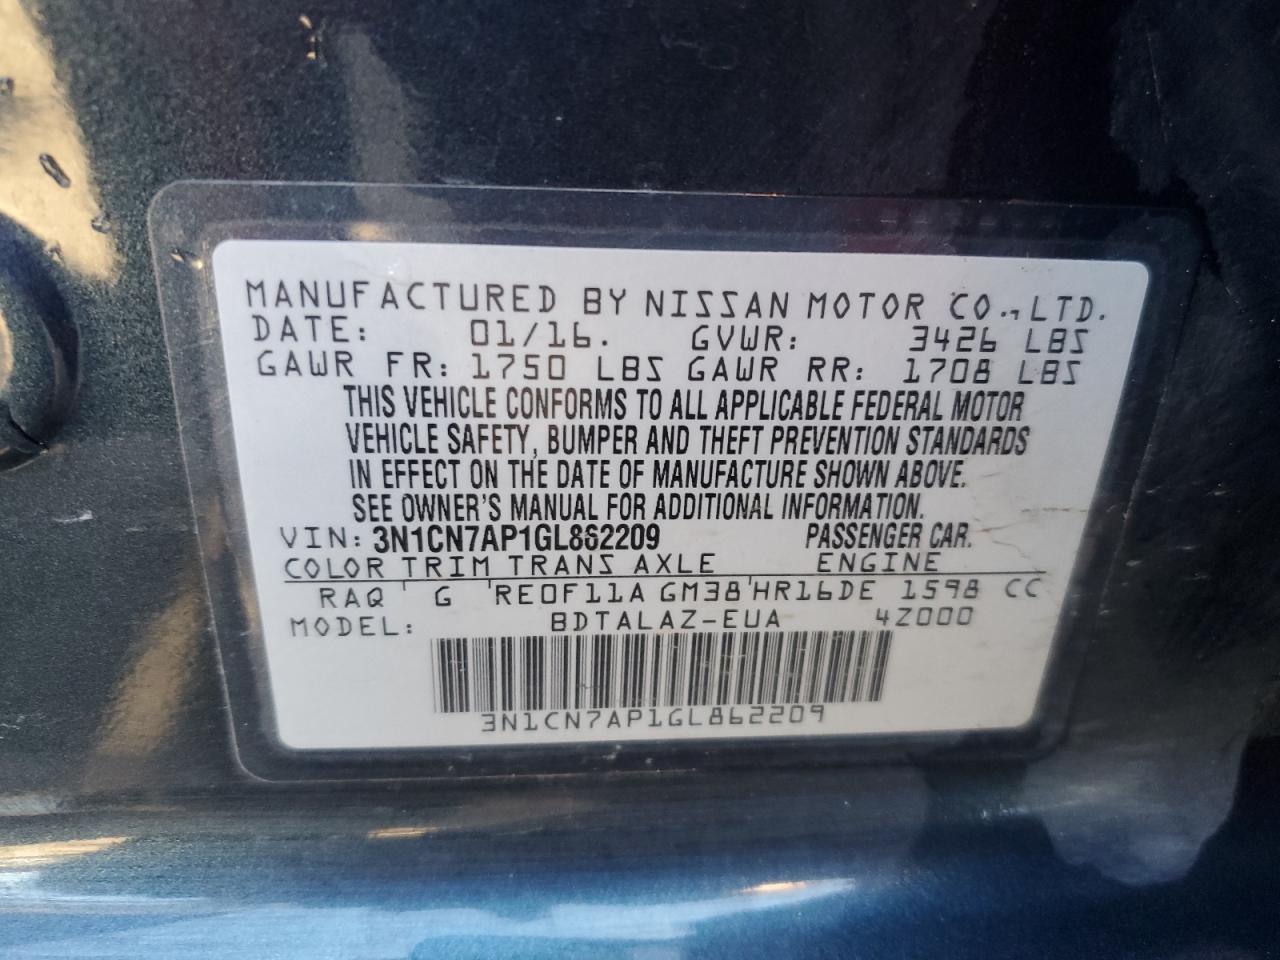 MANUFACTURED BY NISSAN MOTOR CO.,LTD.
DATE: 01/16. GVWR: 3426 LBS
GAWR FR: 1750 LBS GAWR RR: 1708 LBS
THIS VEHICLE CONFORMS TO ALL APPLICABLE FEDERAL MOTOR
VEHICLE SAFETY, BUMPER AND THEFT PREVENTION STANDARDS
IN EFFECT ON THE DATE OF MANUFACTURE SHOWN ABOVE.
SEE OWNER'S MANUAL FOR ADDITIONAL INFORMATION.
VIN: 3N1CN7AP1GL862209 PASSENGER CAR.
COLOR TRIM TRANS AXLE ENGINE
RAQ G RE0F11A GM38 HR16DE 1598 CC
MODEL: BDTALAZ-EUA 4Z000
3N1CN7AP1GL862209